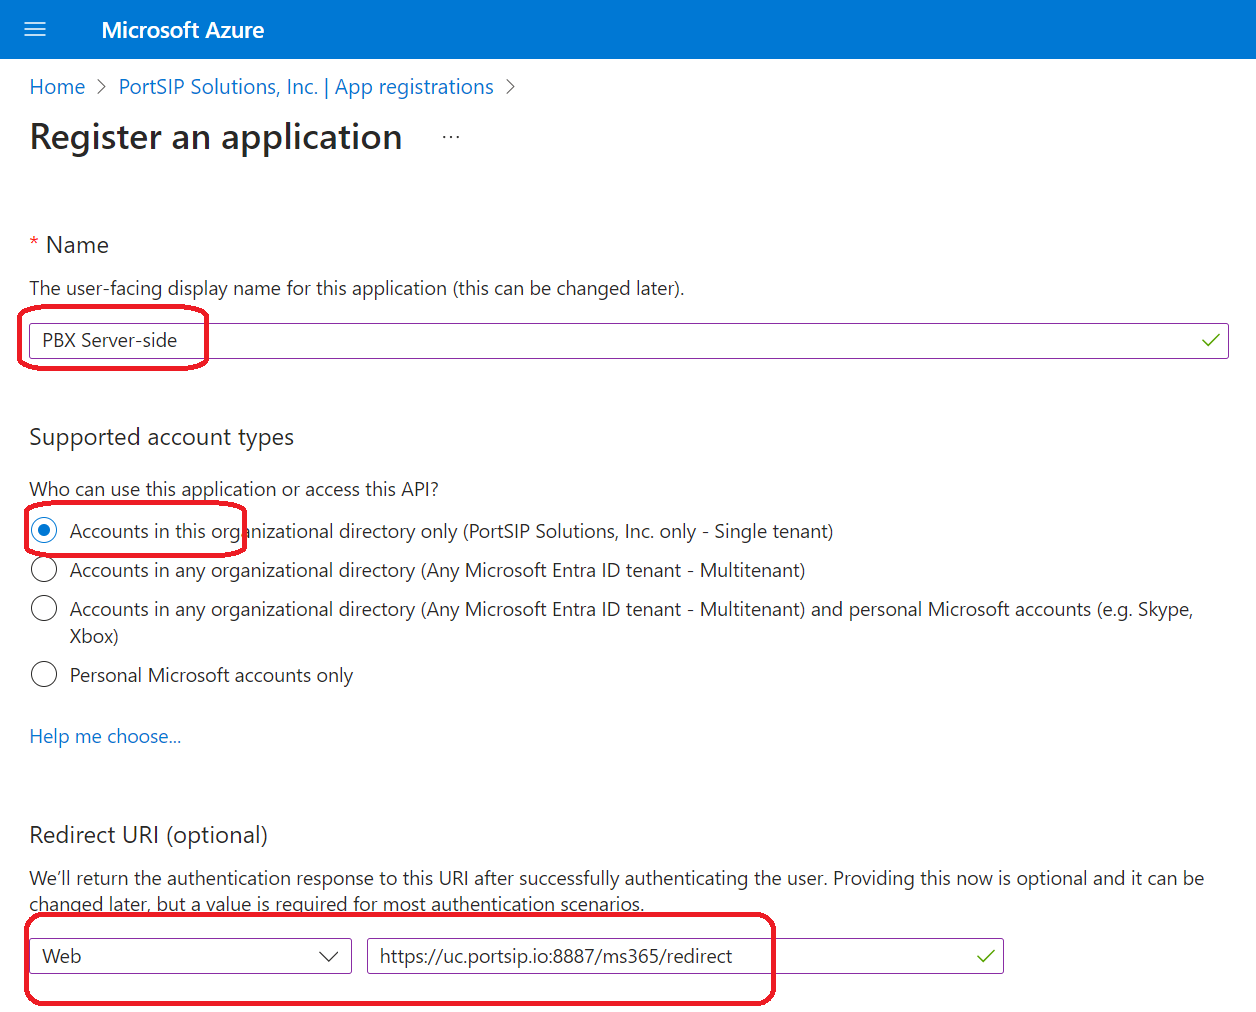 Microsoft Azure
Home > PortSIP Solutions, Inc. | App registrations >
Register an application ...
* Name
The user-facing display name for this application (this can be changed later).
PBX Server-side
Supported account types
Who can use this application or access this API?
Accounts in this organizational directory only (PortSIP Solutions, Inc. only - Single tenant)
Accounts in any organizational directory (Any Microsoft Entra ID tenant - Multitenant)
Accounts in any organizational directory (Any Microsoft Entra ID tenant - Multitenant) and personal Microsoft accounts (e.g. Skype,
Xbox)
Personal Microsoft accounts only
Help me choose...
Redirect URI (optional)
We'll return the authentication response to this URI after successfully authenticating the user. Providing this now is optional and it can be
changed later, but a value is required for most authentication scenarios.
Web https://uc.portsip.io:8887/ms365/redirect